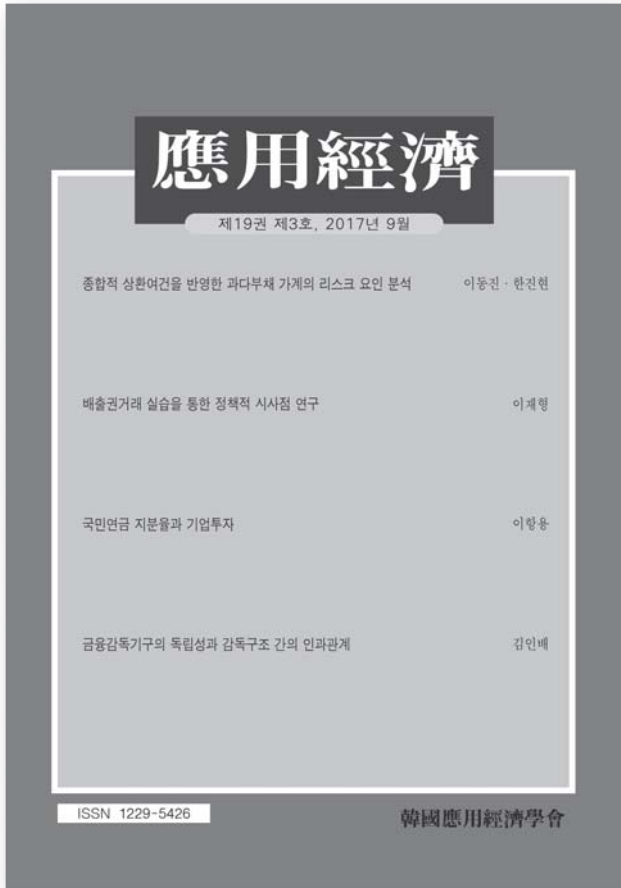 應用經濟
제19권 제3호, 2017년 9월
종합적 상환여건을 반영한 과다부채 가계의 리스크 요인 분석 이동진 · 한진현
배출권거래 실습을 통한 정책적 시사점 연구 이재형
국민연금 지분율과 기업투자 이항용
금융감독기구의 독립성과 감독구조 간의 인과관계 김인배
ISSN 1229-5426
韓國應用經濟學會